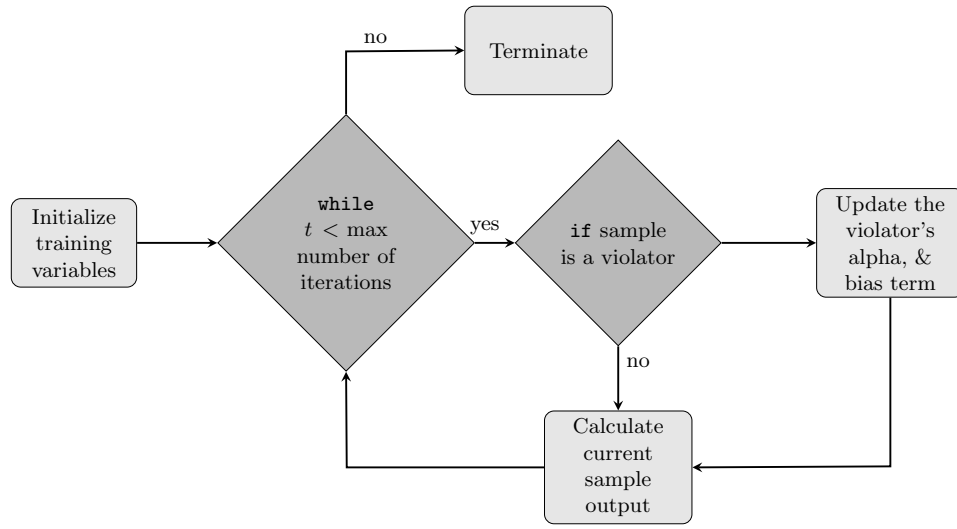 no
Terminate
Initialize
training
variables
while
t < max
number of
iterations
yes
if sample
is a violator
Update the
violator's
alpha, &
bias term
no
Calculate
current
sample
output